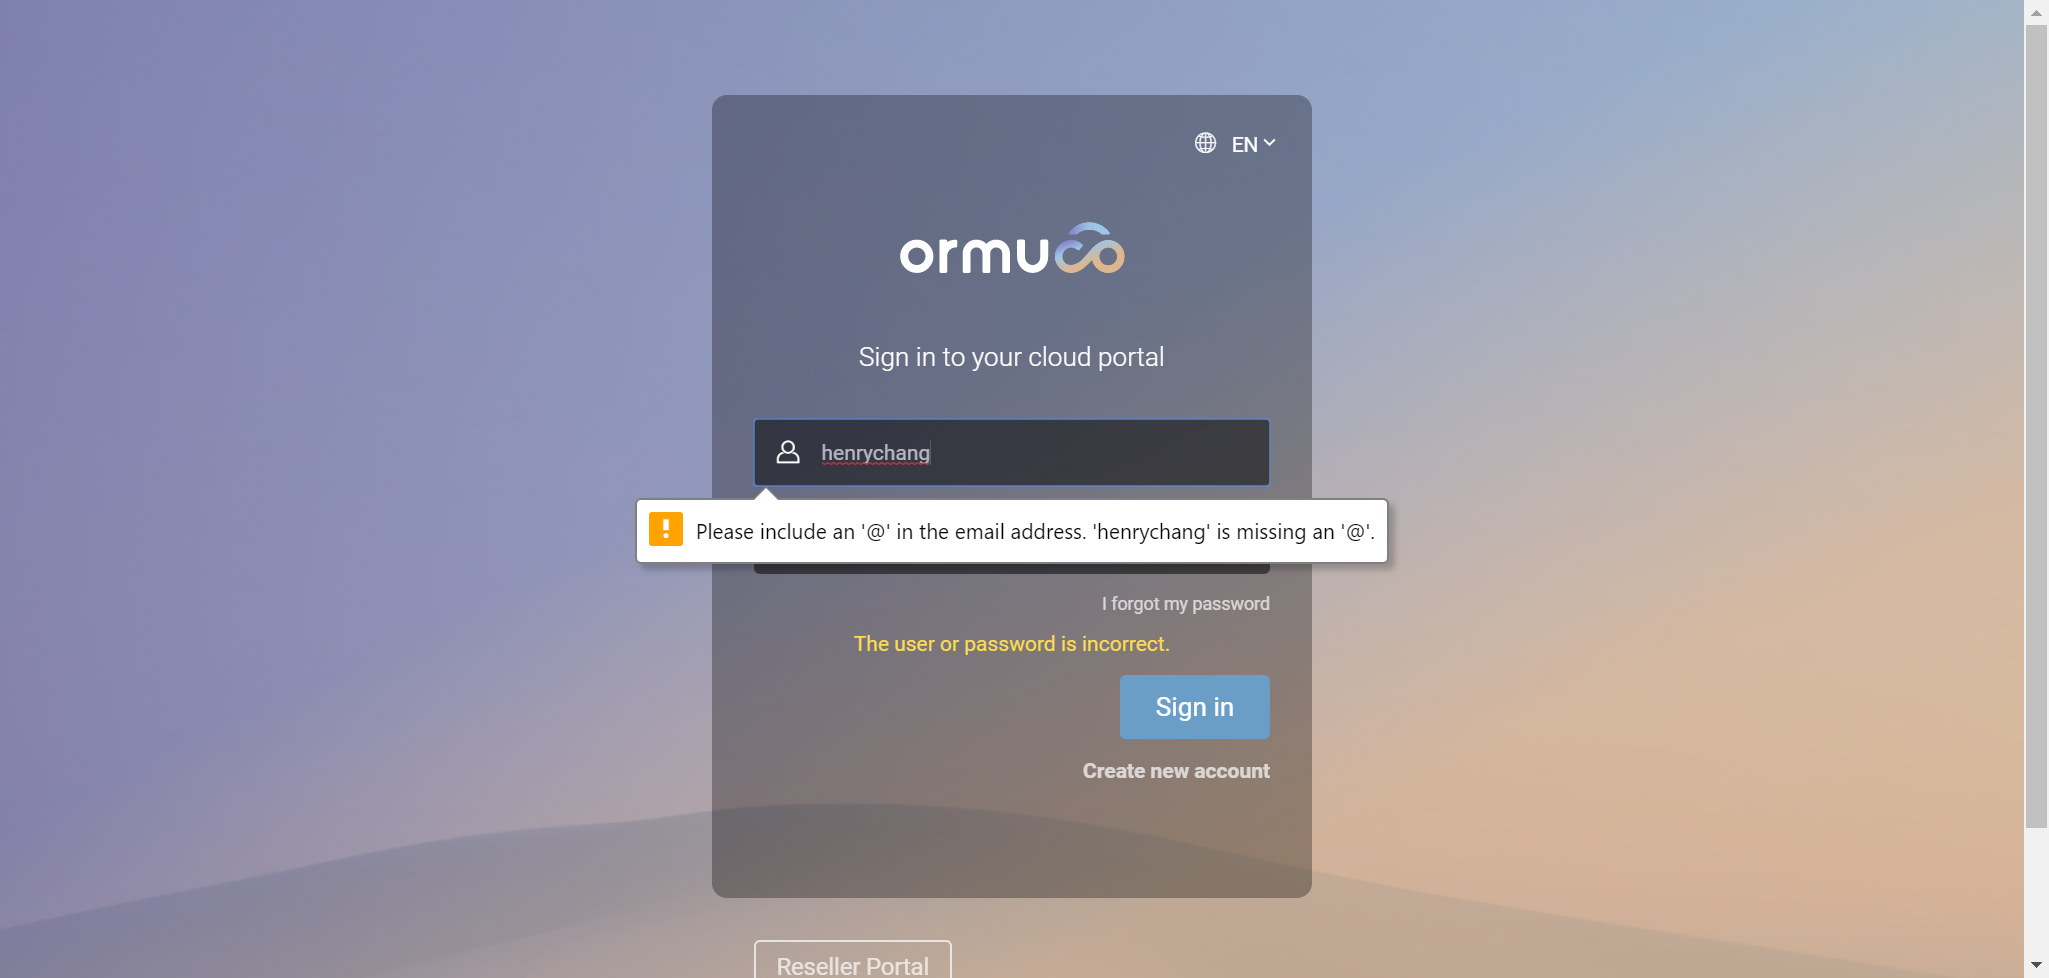 EN
ormuco
Sign in to your cloud portal
henrychang
Please include an '@' in the email address. 'henrychang' is missing an '@'.
I forgot my password
The user or password is incorrect.
Sign in
Create new account
Reseller Portal